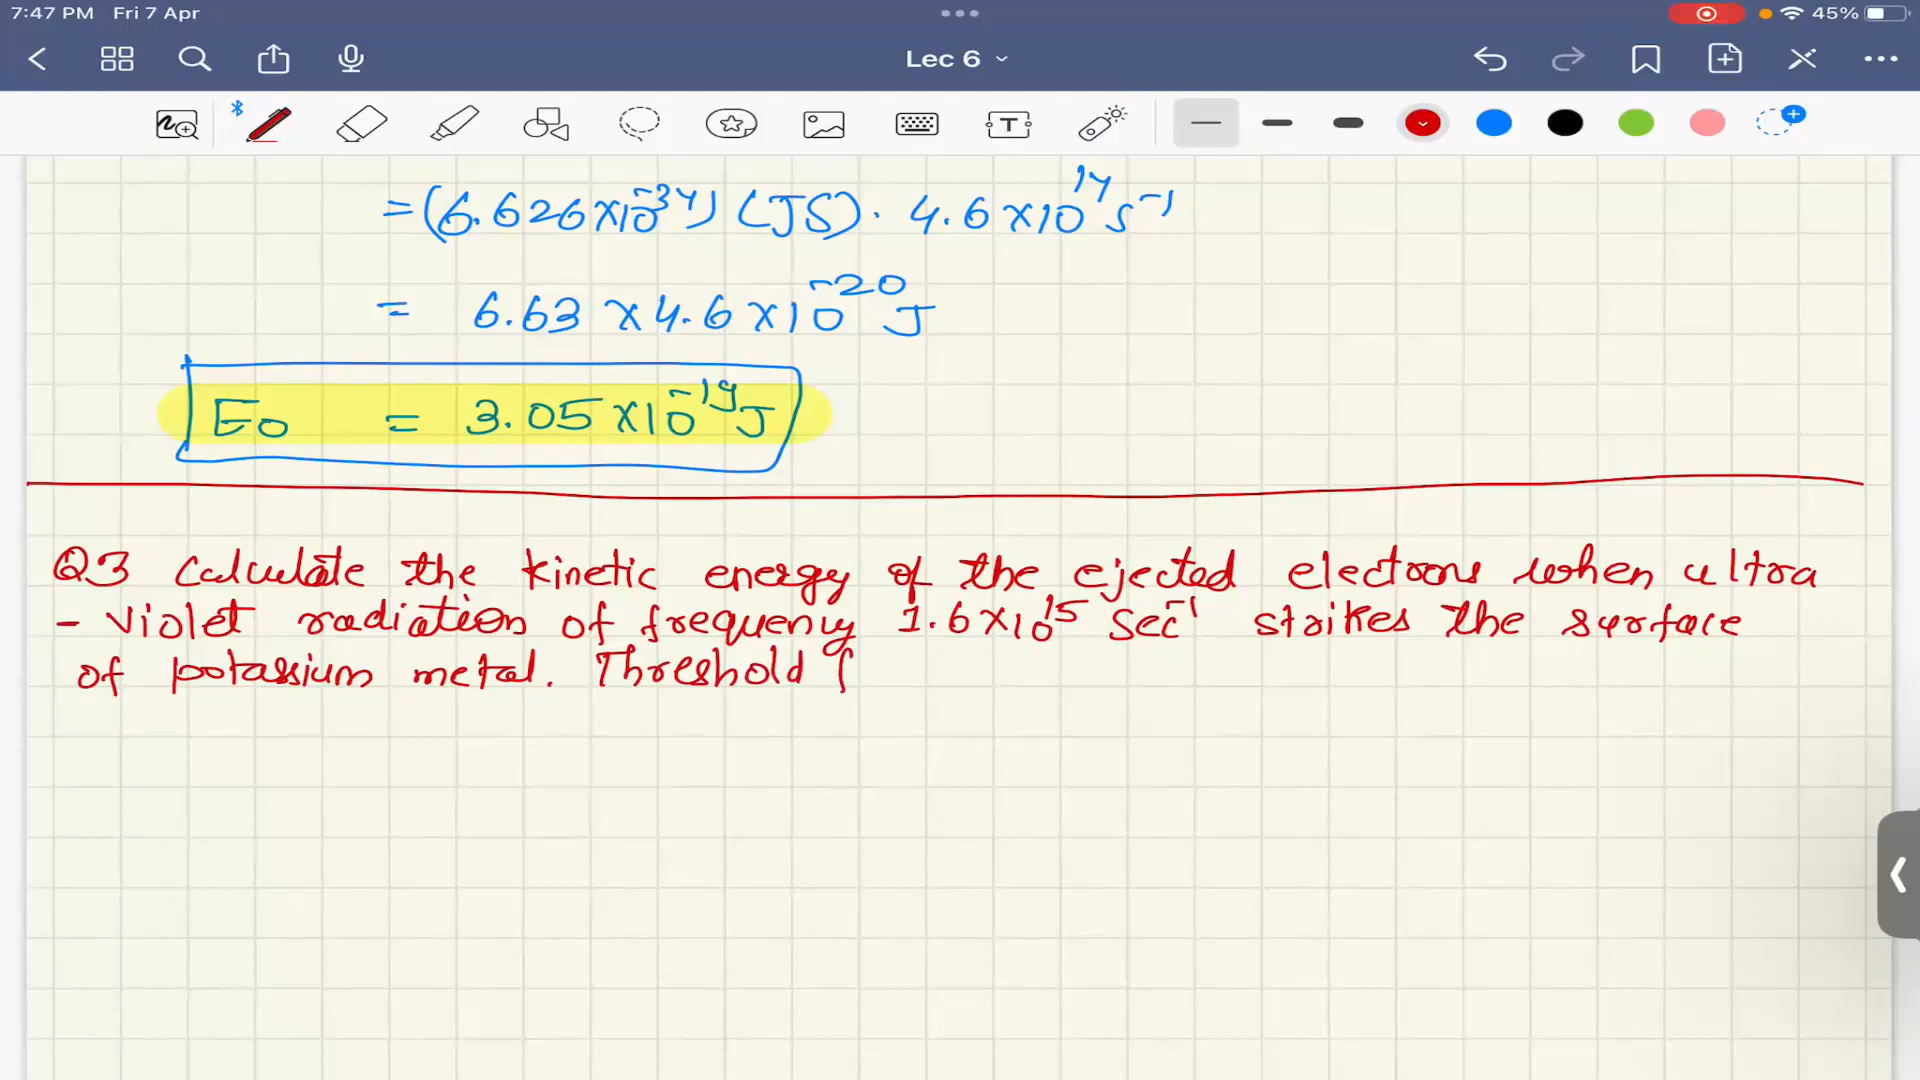 7:47 PM Fri 7 Apr 45%
Lec 6
= (6.626×10⁻³⁴) (JS). 4.6×10¹⁴ s⁻¹
= 6.63 × 4.6 × 10⁻²⁰ J
E0 = 3.05 × 10⁻¹⁹ J
Q3 Calculate the kinetic energy of the ejected electrons when ultra
- violet radiation of frequency 1.6×10¹⁵ Sec⁻¹ strikes the surface
of potassium metal. Threshold f